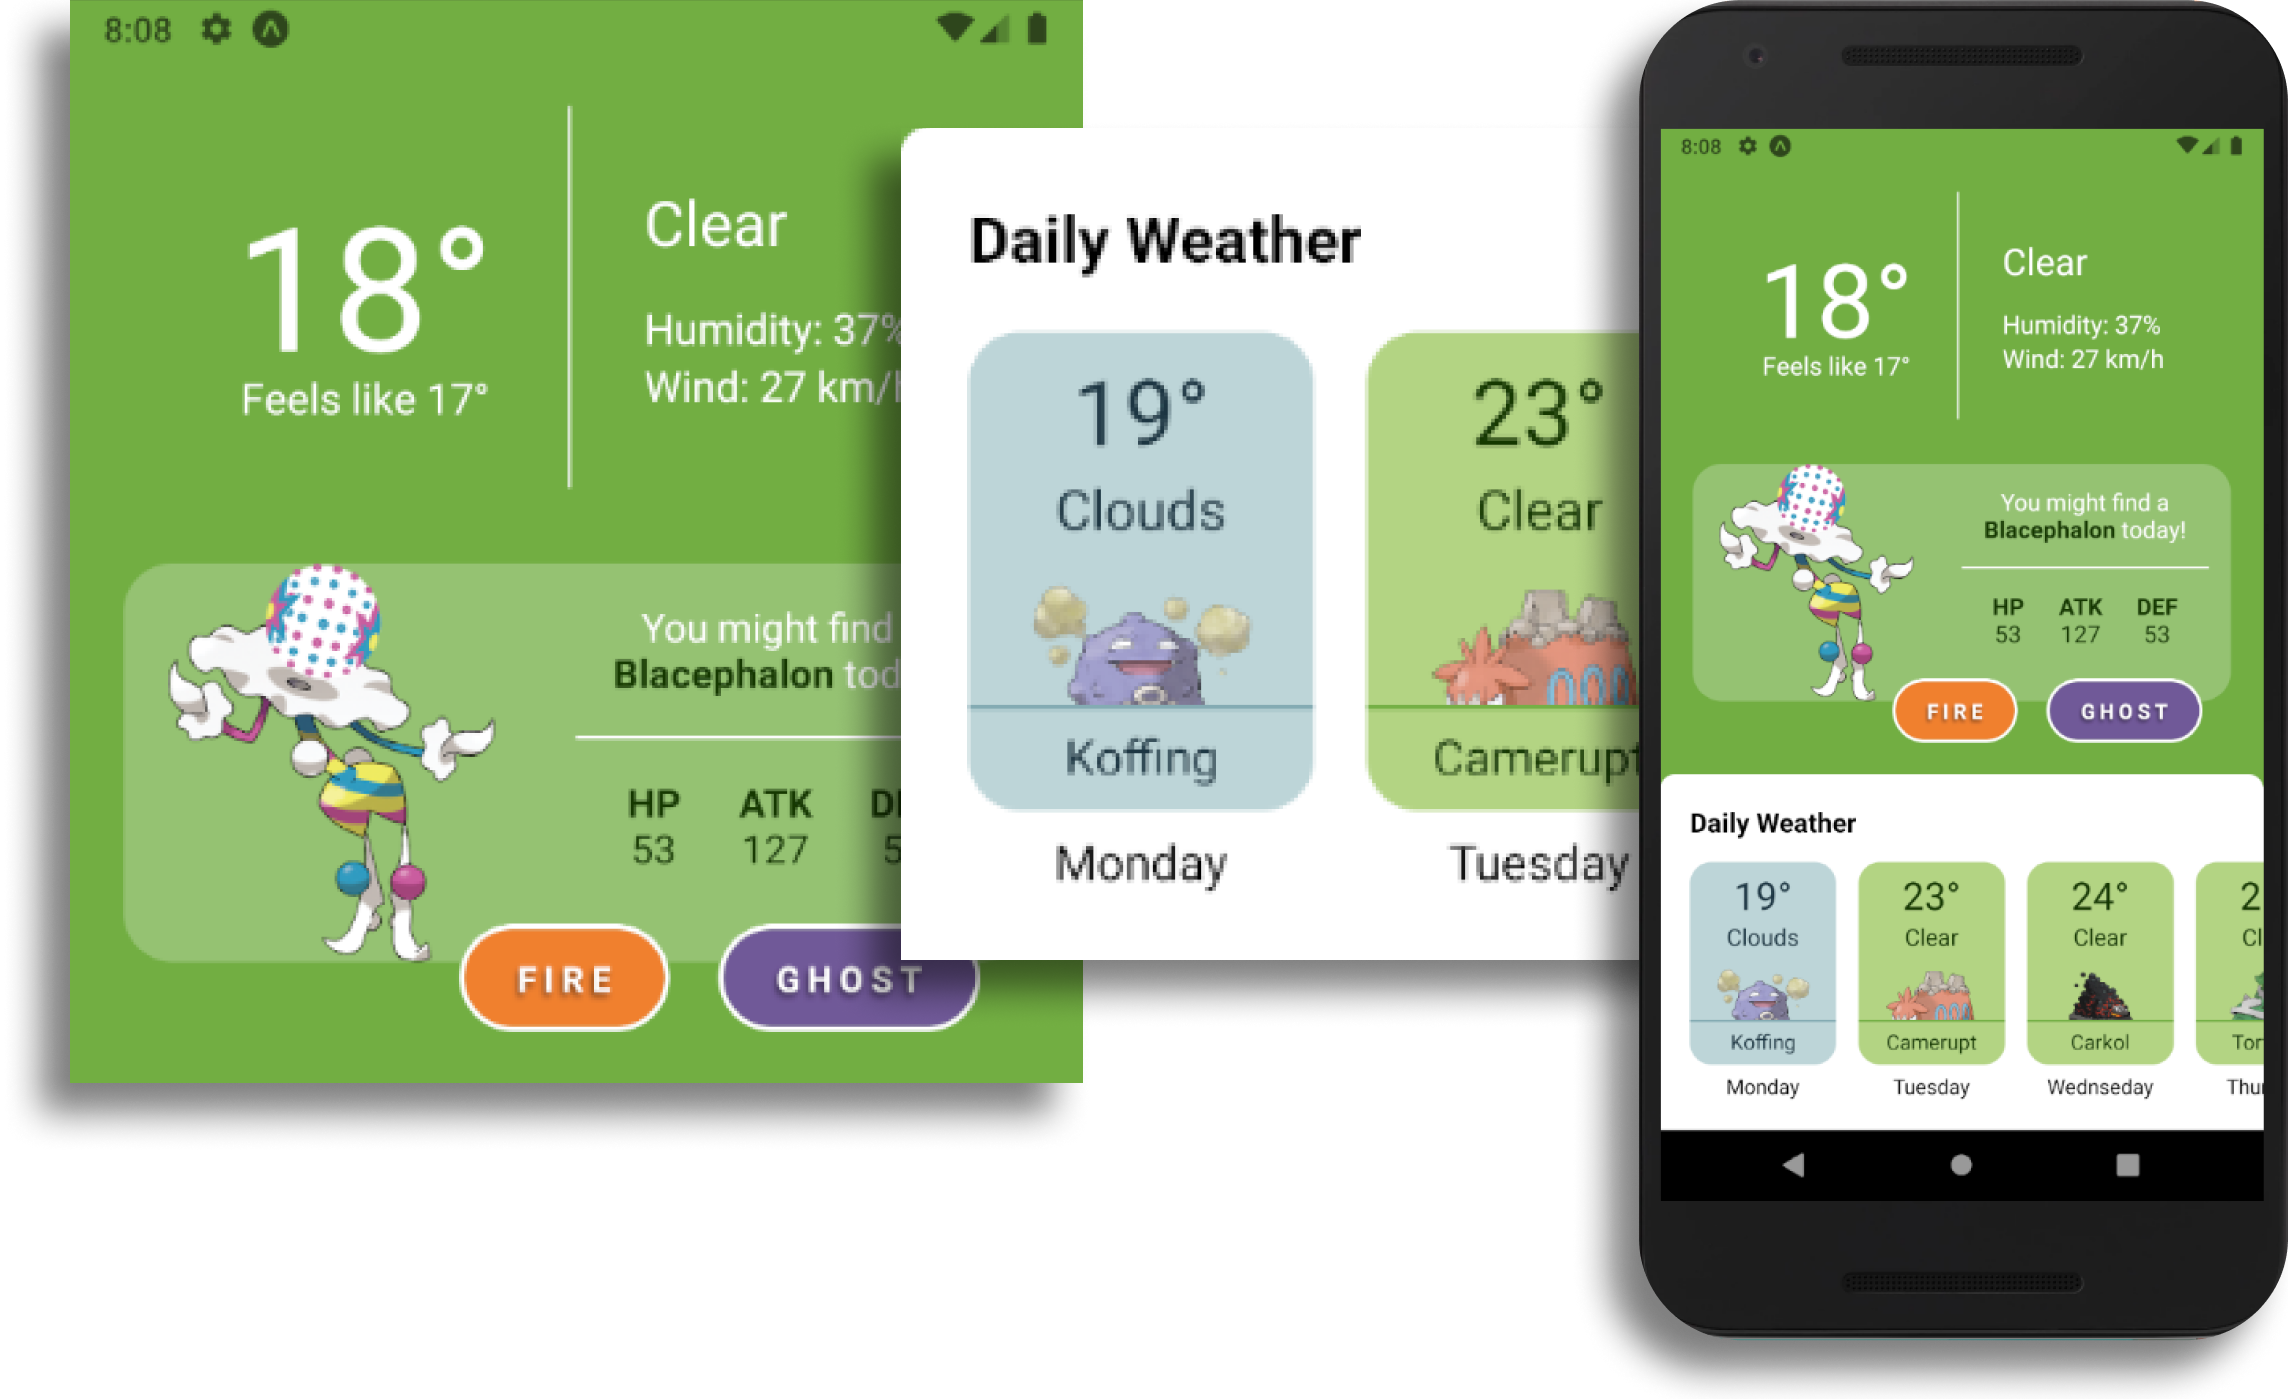 8:08
18°
Feels like 17°
Clear
Humidity: 37%
Wind: 27 km/h
You might find
Blacephalon tod
HP ATK
53 127 5
FIRE GHOST
Daily Weather
19°
Clouds
Koffing
Monday
23°
Clear
Camerupt
Tuesday
8:08
18°
Feels like 17°
Clear
Humidity: 37%
Wind: 27 km/h
You might find a
Blacephalon today!
HP ATK DEF
53 127 53
FIRE GHOST
Daily Weather
19°
Clouds
Koffing
Monday
23°
Clear
Camerupt
Tuesday
24°
Clear
Carkol
Wednseday
2
Cl
Tor
Thu